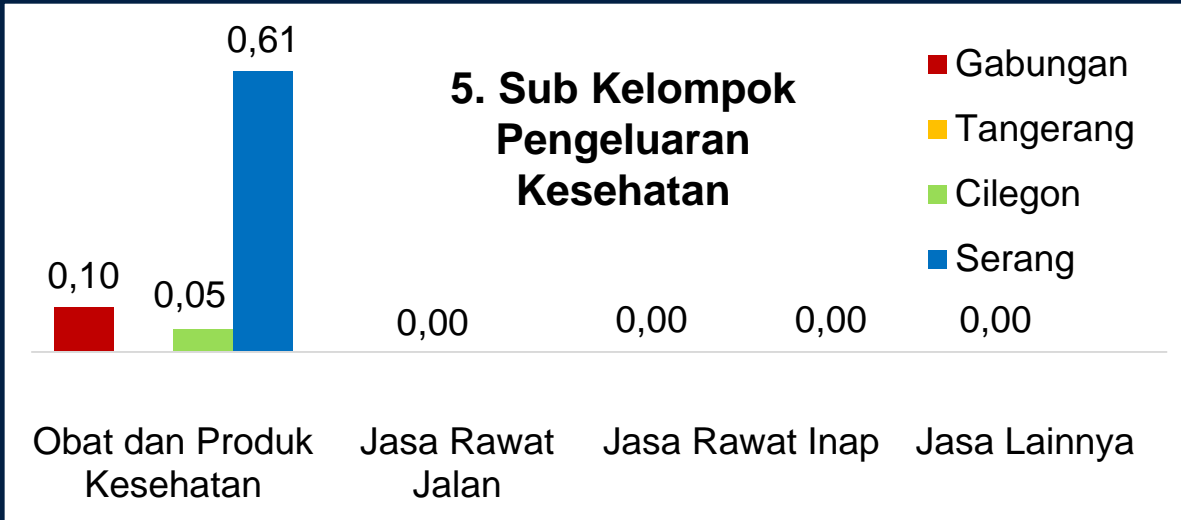 5. Sub Kelompok
Pengeluaran
Kesehatan
Gabungan
Tangerang
Cilegon
Serang
0,10
0,05
0,61
0,00
0,00
0,00
0,00
Obat dan Produk
Kesehatan
Jasa Rawat
Jalan
Jasa Rawat Inap
Jasa Lainnya